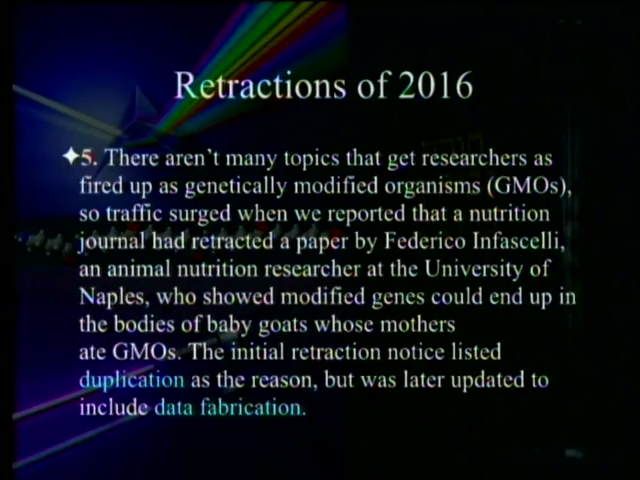 Retractions of 2016
✦5. There aren’t many topics that get researchers as
fired up as genetically modified organisms (GMOs),
so traffic surged when we reported that a nutrition
journal had retracted a paper by Federico Infascelli,
an animal nutrition researcher at the University of
Naples, who showed modified genes could end up in
the bodies of baby goats whose mothers
ate GMOs. The initial retraction notice listed
duplication as the reason, but was later updated to
include data fabrication.